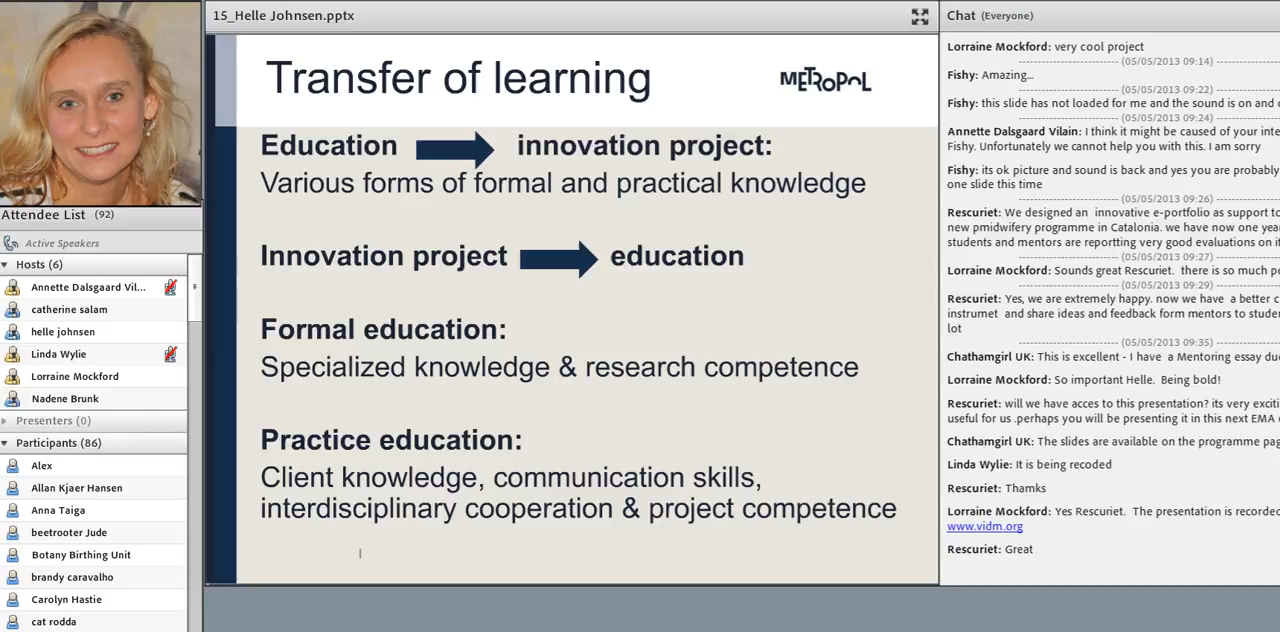 15_Helle Johnsen.pptx
Transfer of learning
METROPOL
Education
innovation project:
Various forms of formal and practical knowledge
Innovation project
education
Formal education:
Specialized knowledge & research competence
Practice education:
Client knowledge, communication skills,
interdisciplinary cooperation & project competence
Attendee List (92)
Active Speakers
Hosts (6)
Annette Dalsgaard Vil...
catherine salam
helle johnsen
Linda Wylie
Lorraine Mockford
Nadene Brunk
Presenters (0)
Participants (86)
Alex
Allan Kjaer Hansen
Anna Taiga
beetrooter Jude
Botany Birthing Unit
brandy caravalho
Carolyn Hastie
cat rodda
Chat (Everyone)
Lorraine Mockford: very cool project
(05/05/2013 09:14)
Fishy: Amazing...
(05/05/2013 09:22)
Fishy: this slide has not loaded for me and the sound is on and
(05/05/2013 09:24)
Annette Dalsgaard Vilain: I think it might be caused of your
Fishy. Unfortunately we cannot help you with this. I am sorry
Fishy: its ok picture and sound is back and yes you are probably
one slide this time
(05/05/2013 09:26)
Rescuriet: We designed an innovative e-portfolio as support to
new pmidwifery programme in Catalonia. we have now one year
students and mentors are reportting very good evaluations on
(05/05/2013 09:27)
Lorraine Mockford: Sounds great Rescuriet. there is so much
(05/05/2013 09:29)
Rescuriet: Yes, we are extremely happy. now we have a better
instrumet and share ideas and feedback form mentors to
lot
(05/05/2013 09:35)
Chathamgirl UK: This is excellent - I have a Mentoring essay
Lorraine Mockford: So important Helle. Being bold!
Rescuriet: will we have acces to this presentation? its very
useful for us .perhaps you will be presenting it in this next EMA
Chathamgirl UK: The slides are available on the programme
Linda Wylie: It is being recoded
Rescuriet: Thamks
Lorraine Mockford: Yes Rescuriet. The presentation is
www.vidm.org
Rescuriet: Great